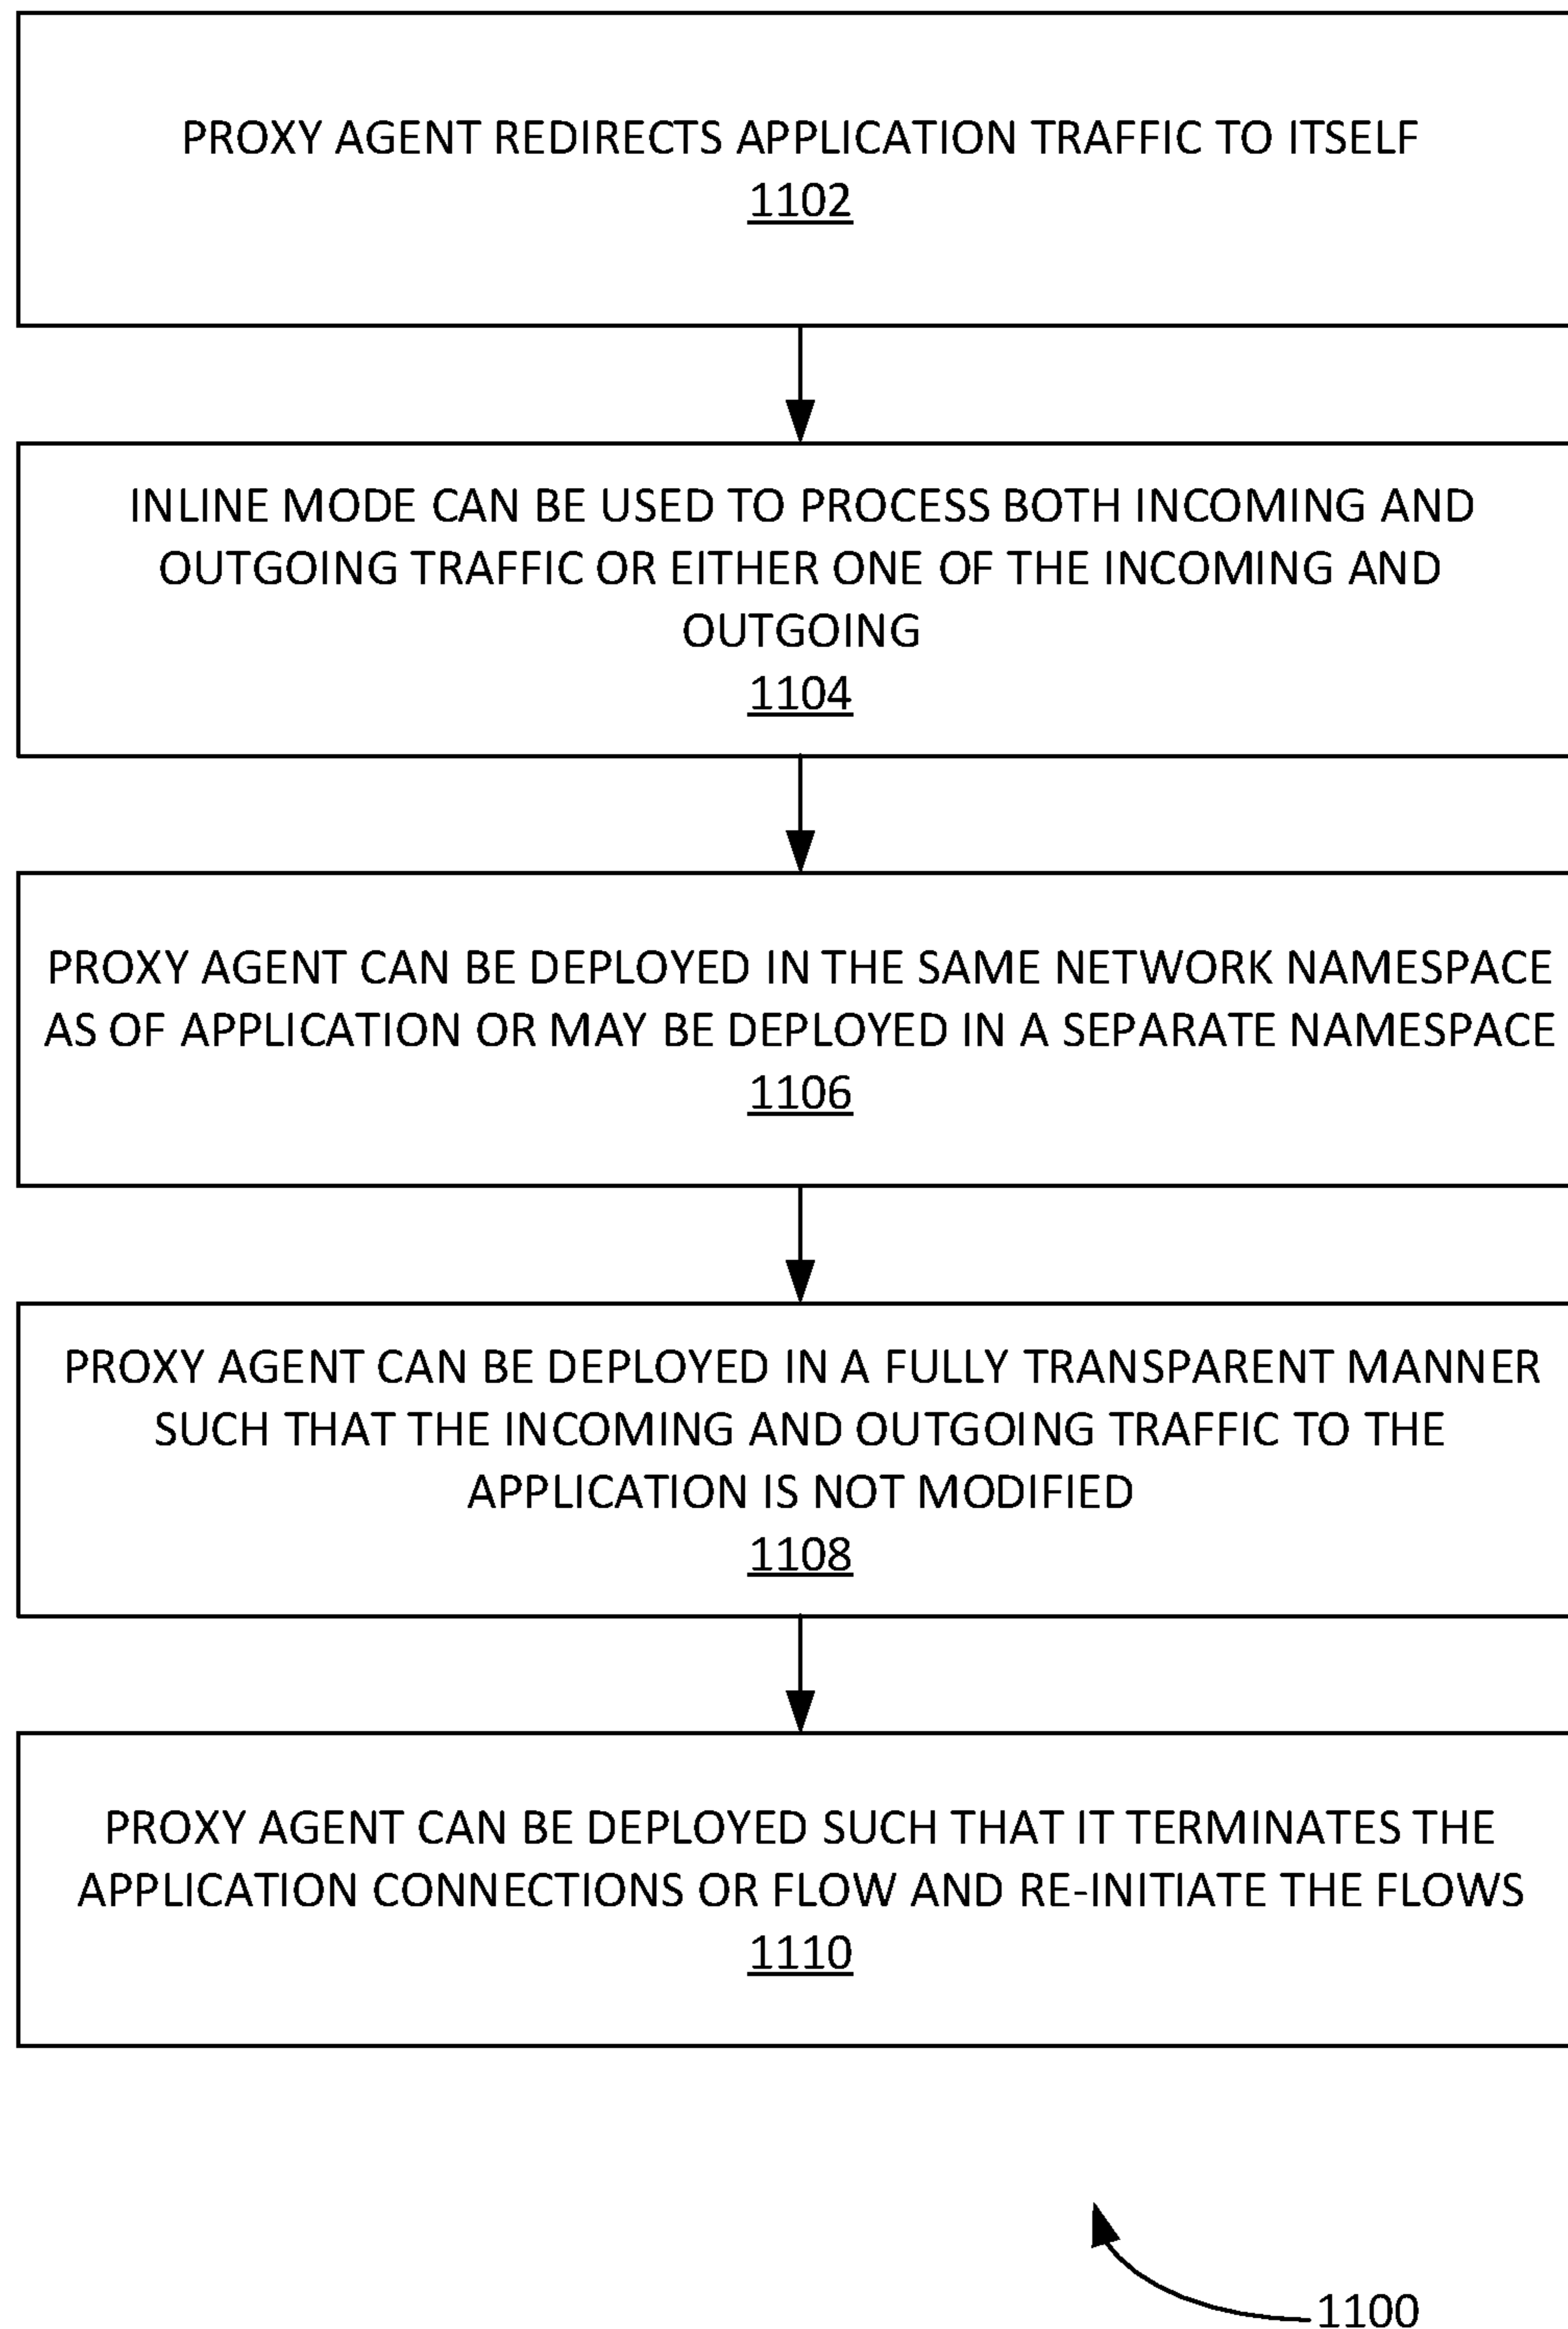 PROXY AGENT REDIRECTS APPLICATION TRAFFIC TO ITSELF
1102
INLINE MODE CAN BE USED TO PROCESS BOTH INCOMING AND
OUTGOING TRAFFIC OR EITHER ONE OF THE INCOMING AND
OUTGOING
1104
PROXY AGENT CAN BE DEPLOYED IN THE SAME NETWORK NAMESPACE
AS OF APPLICATION OR MAY BE DEPLOYED IN A SEPARATE NAMESPACE
1106
PROXY AGENT CAN BE DEPLOYED IN A FULLY TRANSPARENT MANNER
SUCH THAT THE INCOMING AND OUTGOING TRAFFIC TO THE
APPLICATION IS NOT MODIFIED
1108
PROXY AGENT CAN BE DEPLOYED SUCH THAT IT TERMINATES THE
APPLICATION CONNECTIONS OR FLOW AND RE-INITIATE THE FLOWS
1110
1100